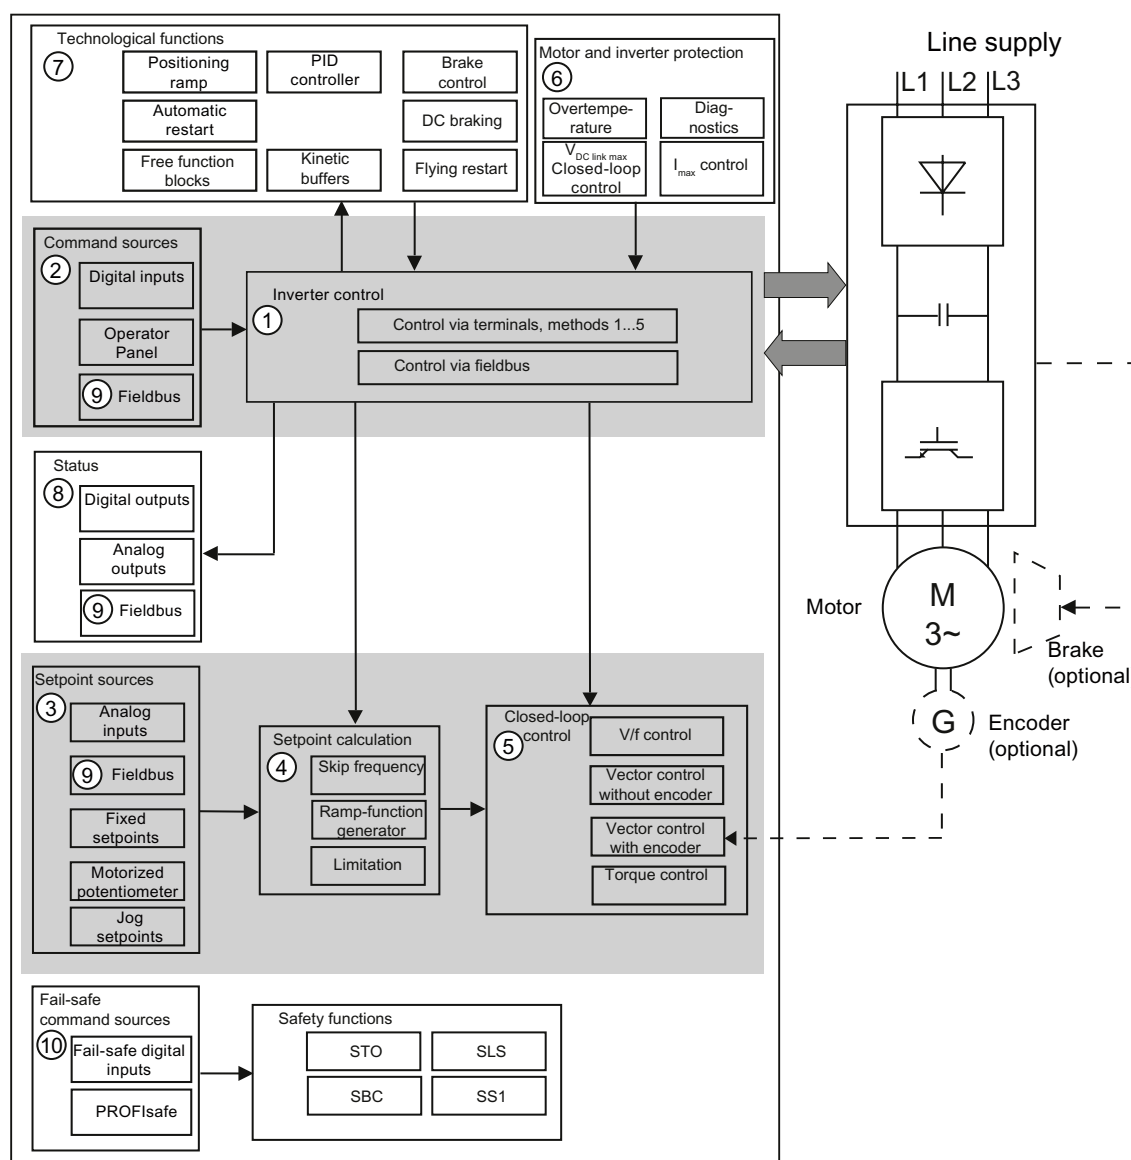 Technological functions
7
Positioning
ramp
PID
controller
Brake
control
Automatic
restart
DC braking
Free function
blocks
Kinetic
buffers
Flying restart
Motor and inverter protection
6
Overtempe-
rature
Diag-
nostics
V DC link max
Closed-loop
control
I max control
Line supply
L1 L2 L3
Command sources
2
Digital inputs
Operator
Panel
9 Fieldbus
Inverter control
1
Control via terminals, methods 1...5
Control via fieldbus
Status
8
Digital outputs
Analog
outputs
9 Fieldbus
Motor
M
3~
Brake
(optional
G
Encoder
(optional)
Setpoint sources
3
Analog
inputs
9 Fieldbus
Fixed
setpoints
Motorized
potentiometer
Jog
setpoints
Setpoint calculation
4
Skip frequency
Ramp-function
generator
Limitation
Closed-loop
control
5
V/f control
Vector control
without encoder
Vector control
with encoder
Torque control
Fail-safe
command sources
10
Fail-safe digital
inputs
PROFIsafe
Safety functions
STO
SLS
SBC
SS1